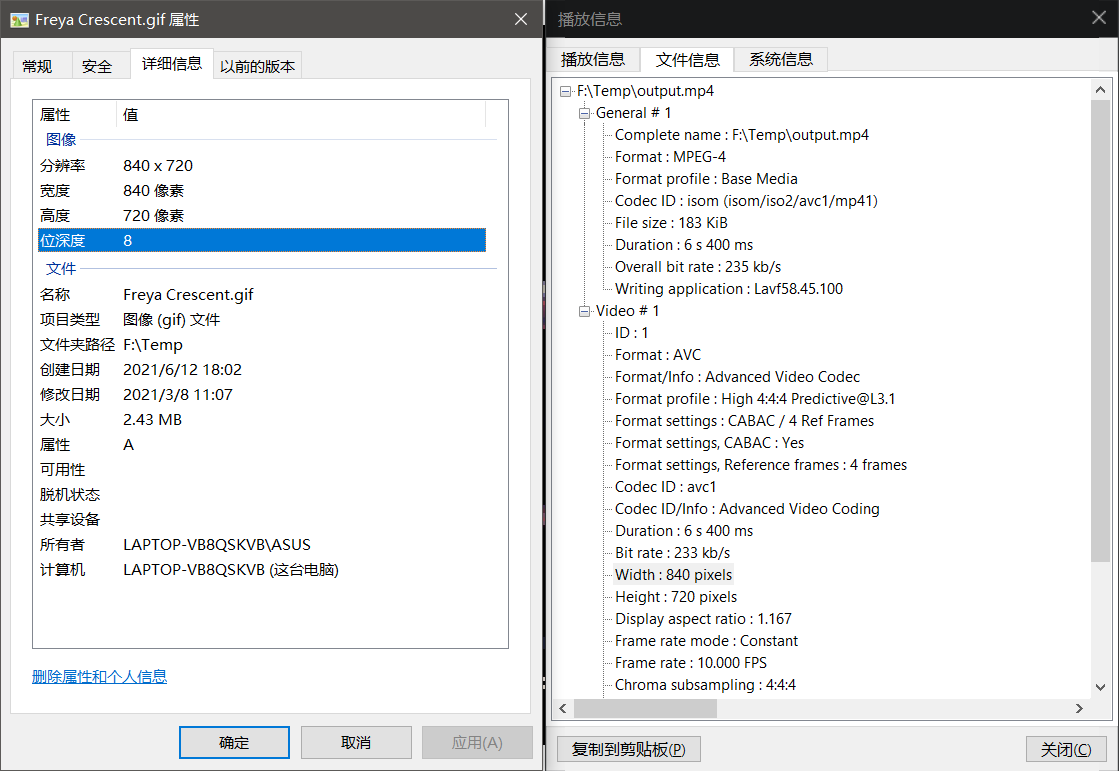 Freya Crescent.gif 属性
常规 安全 详细信息 以前的版本
属性 值
图像
分辨率 840 x 720
宽度 840 像素
高度 720 像素
位深度 8
文件
名称 Freya Crescent.gif
项目类型 图像 (gif) 文件
文件夹路径 F:\Temp
创建日期 2021/6/12 18:02
修改日期 2021/3/8 11:07
大小 2.43 MB
属性 A
可用性
脱机状态
共享设备
所有者 LAPTOP-VB8QSKVB\ASUS
计算机 LAPTOP-VB8QSKVB (这台电脑)
删除属性和个人信息
确定 取消 应用(A)
播放信息
播放信息 文件信息 系统信息
F:\Temp\output.mp4
General # 1
Complete name : F:\Temp\output.mp4
Format : MPEG-4
Format profile : Base Media
Codec ID : isom (isom/iso2/avc1/mp41)
File size : 183 KiB
Duration : 6 s 400 ms
Overall bit rate : 235 kb/s
Writing application : Lavf58.45.100
Video # 1
ID : 1
Format : AVC
Format/Info : Advanced Video Codec
Format profile : High 4:4:4 Predictive@L3.1
Format settings : CABAC / 4 Ref Frames
Format settings, CABAC : Yes
Format settings, Reference frames : 4 frames
Codec ID : avc1
Codec ID/Info : Advanced Video Coding
Duration : 6 s 400 ms
Bit rate : 233 kb/s
Width : 840 pixels
Height : 720 pixels
Display aspect ratio : 1.167
Frame rate mode : Constant
Frame rate : 10.000 FPS
Chroma subsampling : 4:4:4
复制到剪贴板(P) 关闭(C)